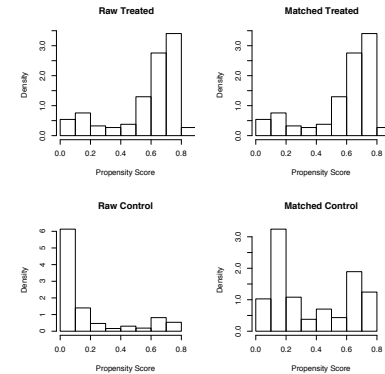 Raw Treated
Density
0.0 1.0 2.0 3.0
0.0 0.2 0.4 0.6 0.8
Propensity Score
Matched Treated
Density
0.0 1.0 2.0 3.0
0.0 0.2 0.4 0.6 0.8
Propensity Score
Raw Control
Density
0 1 2 3 4 5 6
0.0 0.2 0.4 0.6 0.8
Propensity Score
Matched Control
Density
0.0 1.0 2.0 3.0
0.0 0.2 0.4 0.6 0.8
Propensity Score